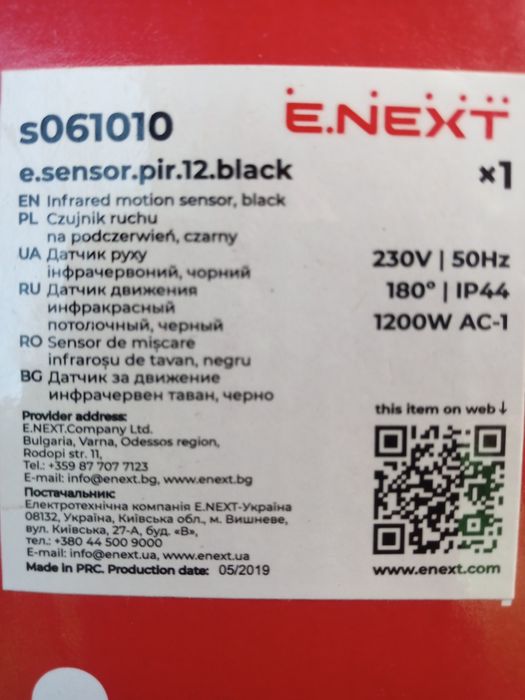 s061010
E.NEXT
e.sensor.pir.12.black
×1
EN Infrared motion sensor, black
PL Czujnik ruchu
na podczerwień, czarny
UA Датчик руху
інфрачервоний, чорний
RU Датчик движения
инфракрасный
потолочный, черный
RO Sensor de mișcare
infraroșu de tavan, negru
BG Датчик за движение
инфрачервен таван, черно
230V | 50Hz
180° | IP44
1200W AC-1
this item on web↓
Provider address:
E.NEXT.Company Ltd.
Bulgaria, Varna, Odessos region,
Rodopi str. 11,
Tel.: +359 87 707 7123
E-mail: info@enext.bg, www.enext.bg
Постачальник:
Електротехнічна компанія E.NEXT-Україна
08132, Україна, Київська обл., м. Вишневе,
вул. Київська, 27-А, буд. «В»,
тел.: +380 44 500 9000
E-mail: info@enext.ua, www.enext.ua
Made in PRC. Production date: 05/2019
www.enext.com